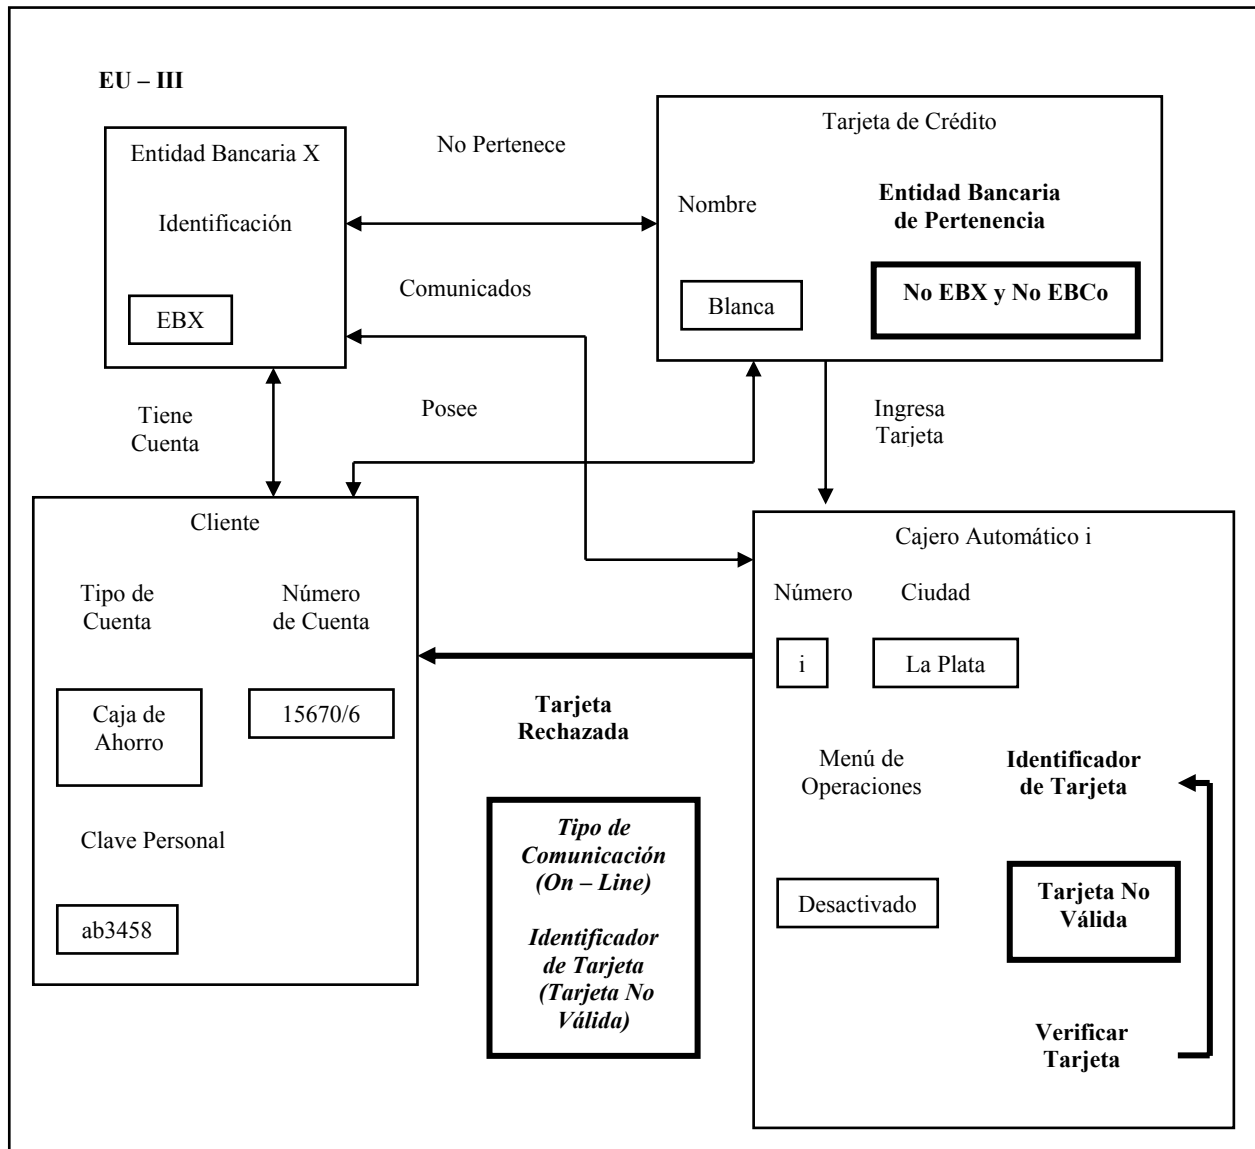 EU – III
Entidad Bancaria X
Identificación
EBX
No Pertenece
Comunicados
Tarjeta de Crédito
Nombre
Blanca
Entidad Bancaria
de Pertenencia
No EBX y No EBCo
Tiene
Cuenta
Posee
Ingresa
Tarjeta
Cliente
Tipo de
Cuenta
Número
de Cuenta
Caja de
Ahorro
15670/6
Clave Personal
ab3458
Tarjeta
Rechazada
Tipo de
Comunicación
(On – Line)
Identificador
de Tarjeta
(Tarjeta No
Válida)
Cajero Automático i
Número
Ciudad
i
La Plata
Menú de
Operaciones
Identificador
de Tarjeta
Desactivado
Tarjeta No
Válida
Verificar
Tarjeta